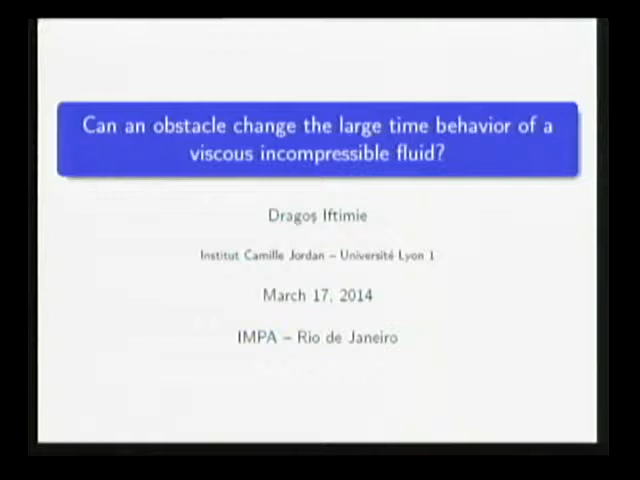 Can an obstacle change the large time behavior of a
viscous incompressible fluid?
Dragoş Iftimie
Institut Camille Jordan – Université Lyon 1
March 17, 2014
IMPA – Rio de Janeiro